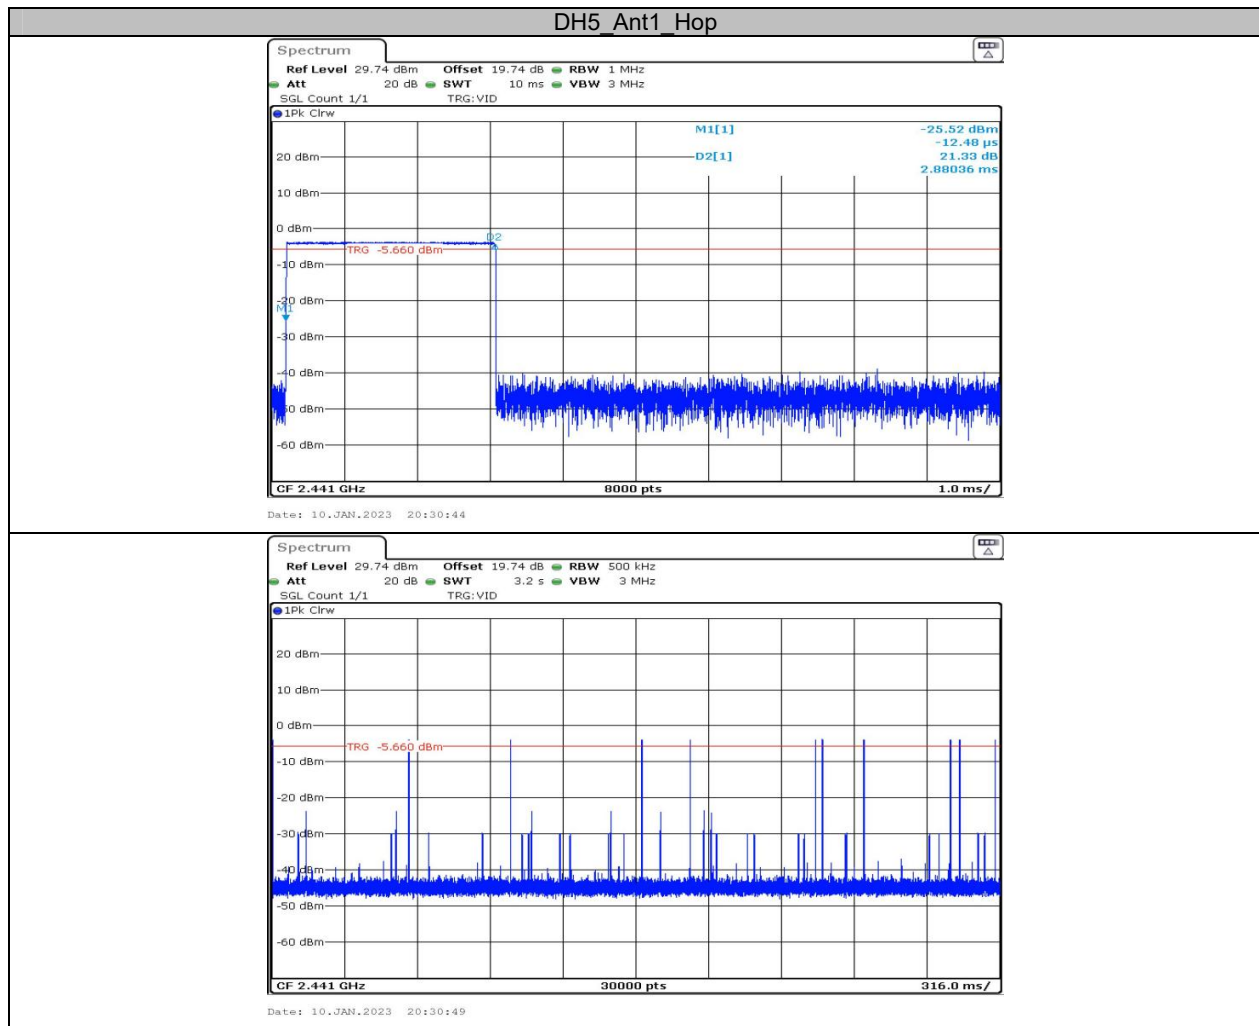 DH5_Ant1_Hop
Spectrum
Ref Level 29.74 dBm Offset 19.74 dB RBW 1 MHz
Att 20 dB SWT 10 ms VBW 3 MHz
SGL Count 1/1 TRG:VID
1Pk Clrw
M1[1] -25.52 dBm
-12.48 µs
20 dBm D2[1] 21.33 dB
2.88036 ms
10 dBm
0 dBm
D2
TRG -5.660 dBm
-10 dBm
-20 dBm
M1
-30 dBm
-40 dBm
-50 dBm
-60 dBm
CF 2.441 GHz 8000 pts 1.0 ms/
Date: 10.JAN.2023 20:30:44
Spectrum
Ref Level 29.74 dBm Offset 19.74 dB RBW 500 kHz
Att 20 dB SWT 3.2 s VBW 3 MHz
SGL Count 1/1 TRG:VID
1Pk Clrw
20 dBm
10 dBm
0 dBm
TRG -5.660 dBm
-10 dBm
-20 dBm
-30 dBm
-40 dBm
-50 dBm
-60 dBm
CF 2.441 GHz 30000 pts 316.0 ms/
Date: 10.JAN.2023 20:30:49